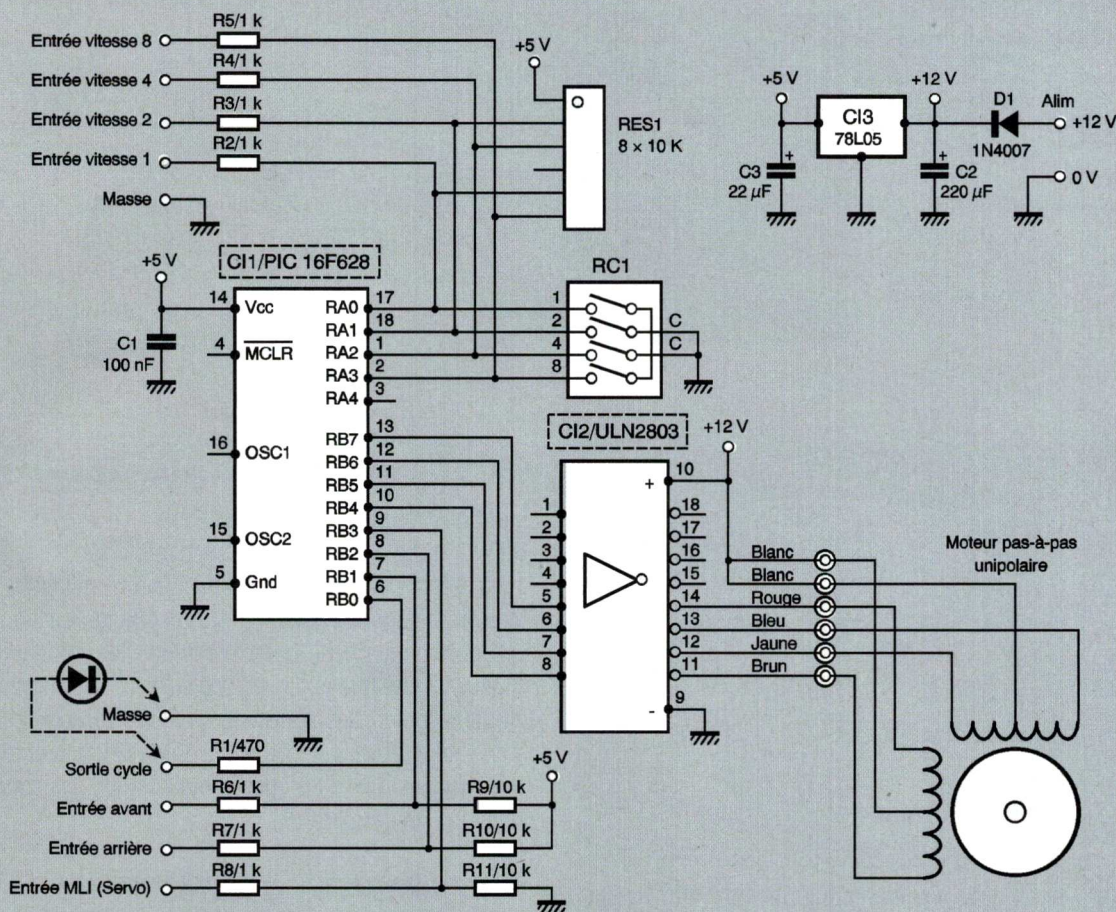 R5/1 k
Entrée vitesse 8
R4/1 k
Entrée vitesse 4
R3/1 k
Entrée vitesse 2
R2/1 k
Entrée vitesse 1
Masse
+5 V
RES1
8 × 10 K
+5 V
+12 V
CI3
78L05
D1
1N4007
Alim
+12 V
0 V
C3
22 µF
+
C2
220 µF
+
+5 V
C1
100 nF
CI1/PIC 16F628
14 Vcc
4 MCLR
16 OSC1
15 OSC2
5 Gnd
RA0 17
RA1 18
RA2 1
RA3 2
RA4 3
RB7 13
RB6 12
RB5 11
RB4 10
RB3 9
RB2 8
RB1 7
RB0 6
RC1
1
2 C
4 C
8
CI2/ULN2803
+12 V
+ 10
1 18
2 17
3 16
4 15
5 14
6 13
7 12
8 11
- 9
Blanc
Blanc
Rouge
Bleu
Jaune
Brun
Moteur pas-à-pas
unipolaire
Masse
R1/470
Sortie cycle
+5 V
R6/1 k
R9/10 k
Entrée avant
R7/1 k
R10/10 k
Entrée arrière
R8/1 k
R11/10 k
Entrée MLI (Servo)